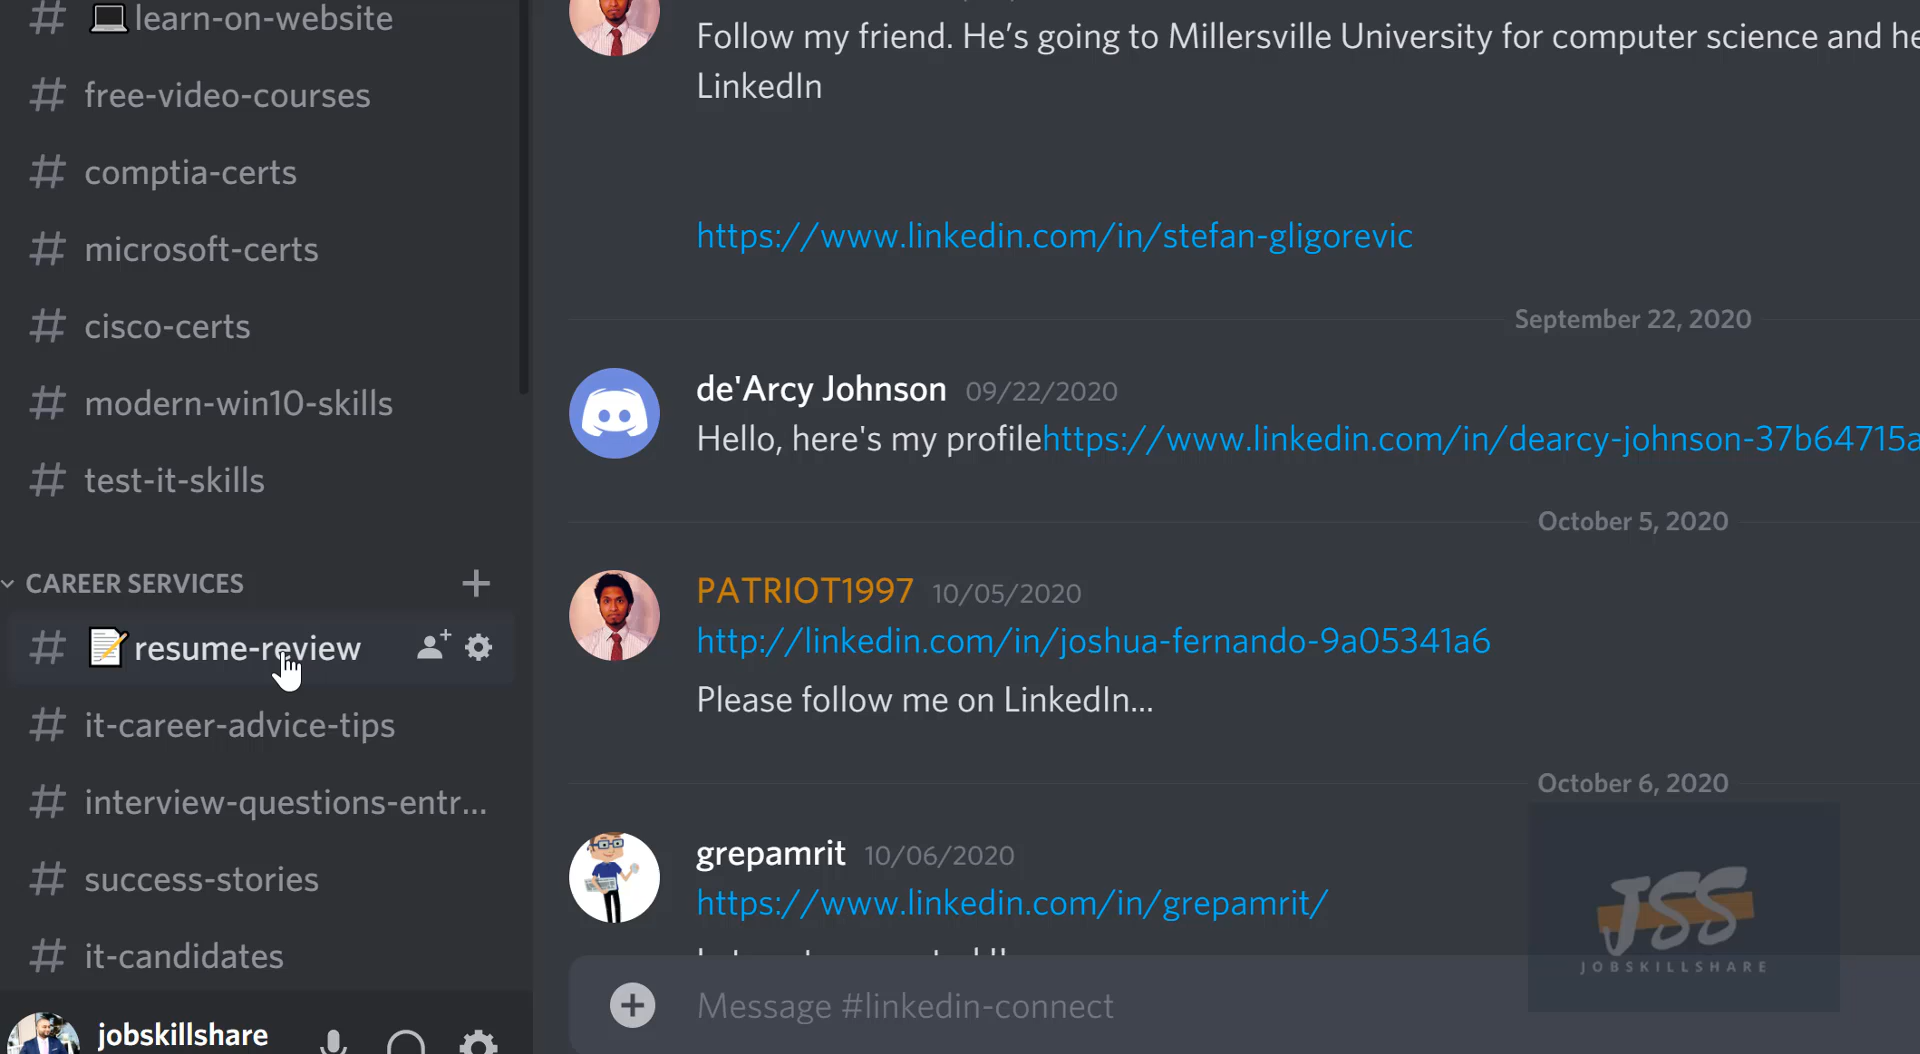 # learn-on-website
# free-video-courses
# comptia-certs
# microsoft-certs
# cisco-certs
# modern-win10-skills
# test-it-skills
CAREER SERVICES
# resume-review
# it-career-advice-tips
# interview-questions-entr...
# success-stories
# it-candidates
jobskillshare
Follow my friend. He’s going to Millersville University for computer science and he
LinkedIn
https://www.linkedin.com/in/stefan-gligorevic
September 22, 2020
de'Arcy Johnson 09/22/2020
Hello, here's my profilehttps://www.linkedin.com/in/dearcy-johnson-37b64715a
October 5, 2020
PATRIOT1997 10/05/2020
http://linkedin.com/in/joshua-fernando-9a05341a6
Please follow me on LinkedIn...
October 6, 2020
grepamrit 10/06/2020
https://www.linkedin.com/in/grepamrit/
Message #linkedin-connect
JSS
JOBSKILLSHARE